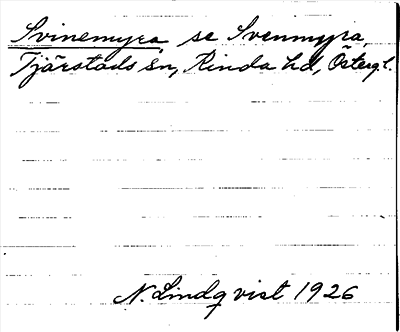 Svinemyra, se Svenmyra,
Tjärstads sn, Kinda hd, Östergl.
N. Lindqvist 1926